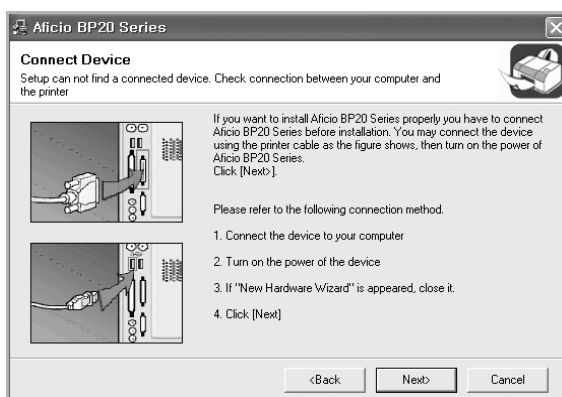 Aficio BP20 Series
Connect Device
Setup can not find a connected device. Check connection between your computer and
the printer
If you want to install Aficio BP20 Series properly you have to connect
Aficio BP20 Series before installation. You may connect the device
using the printer cable as the figure shows, then turn on the power of
Aficio BP20 Series.
Click [Next>].
Please refer to the following connection method.
1. Connect the device to your computer
2. Turn on the power of the device
3. If "New Hardware Wizard" is appeared, close it.
4. Click [Next]
<Back
Next>
Cancel